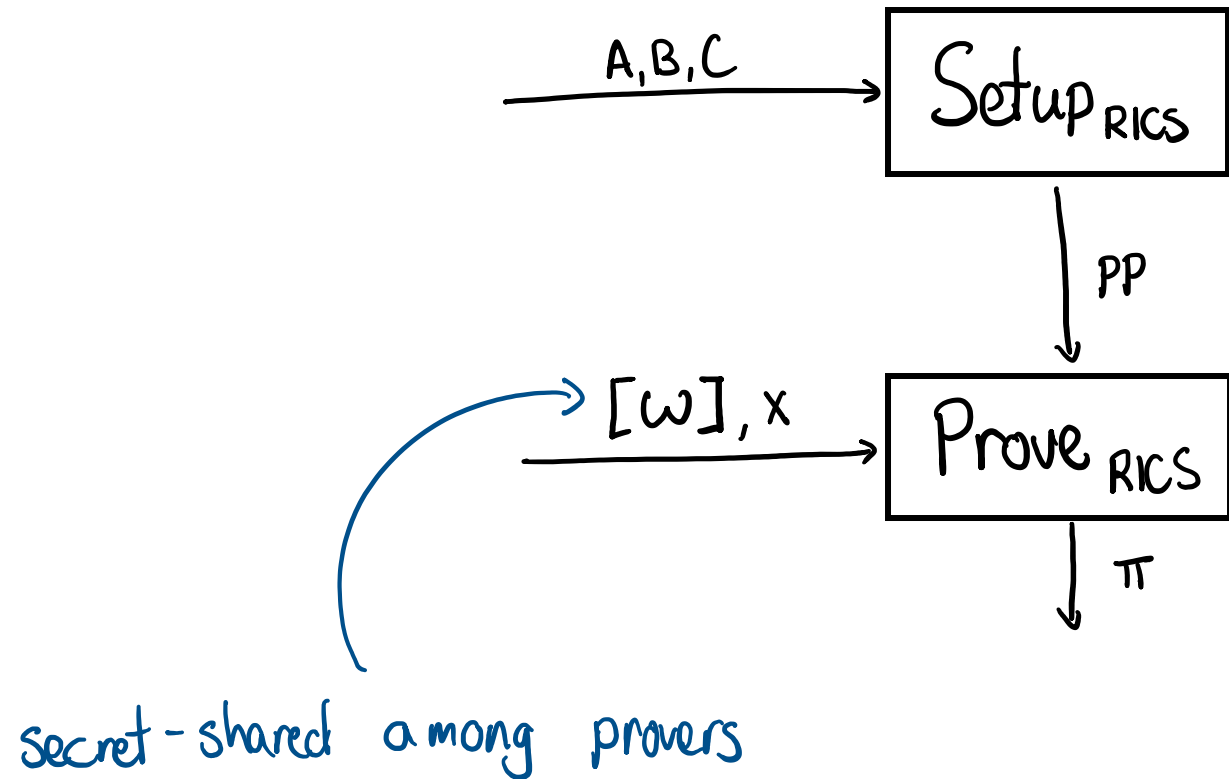 A, B, C
Setup R1CS
pp
[w], x
Prove R1CS
π
secret-shared among provers